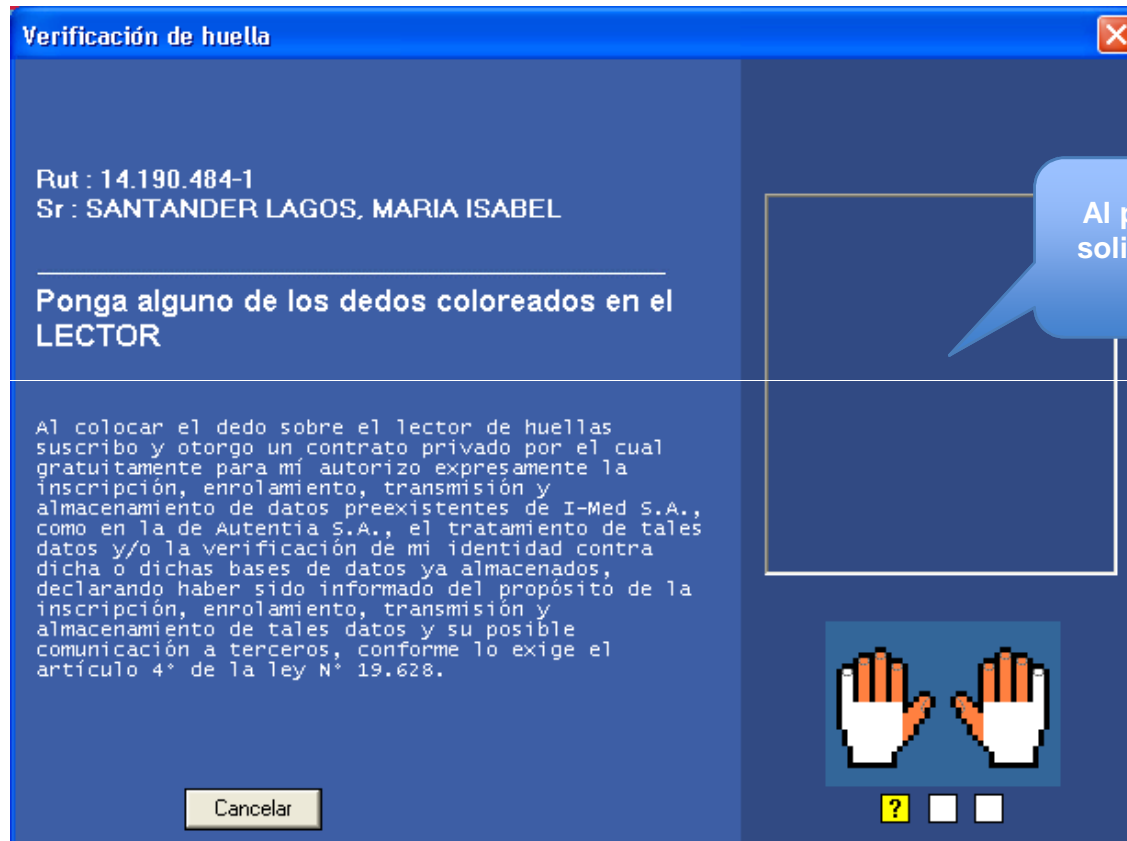 Verificación de huella
Rut : 14.190.484-1
Sr : SANTANDER LAGOS, MARIA ISABEL
Ponga alguno de los dedos coloreados en el
LECTOR
Al colocar el dedo sobre el lector de huellas
suscribo y otorgo un contrato privado por el cual
gratuitamente para mí autorizo expresamente la
inscripción, enrolamiento, transmisión y
almacenamiento de datos preexistentes de I-Med S.A.,
como en la de Autentia S.A., el tratamiento de tales
datos y/o la verificación de mi identidad contra
dicha o dichas bases de datos ya almacenados,
declarando haber sido informado del propósito de la
inscripción, enrolamiento, transmisión y
almacenamiento de tales datos y su posible
comunicación a terceros, conforme lo exige el
artículo 4° de la ley N° 19.628.
Cancelar
Al
?